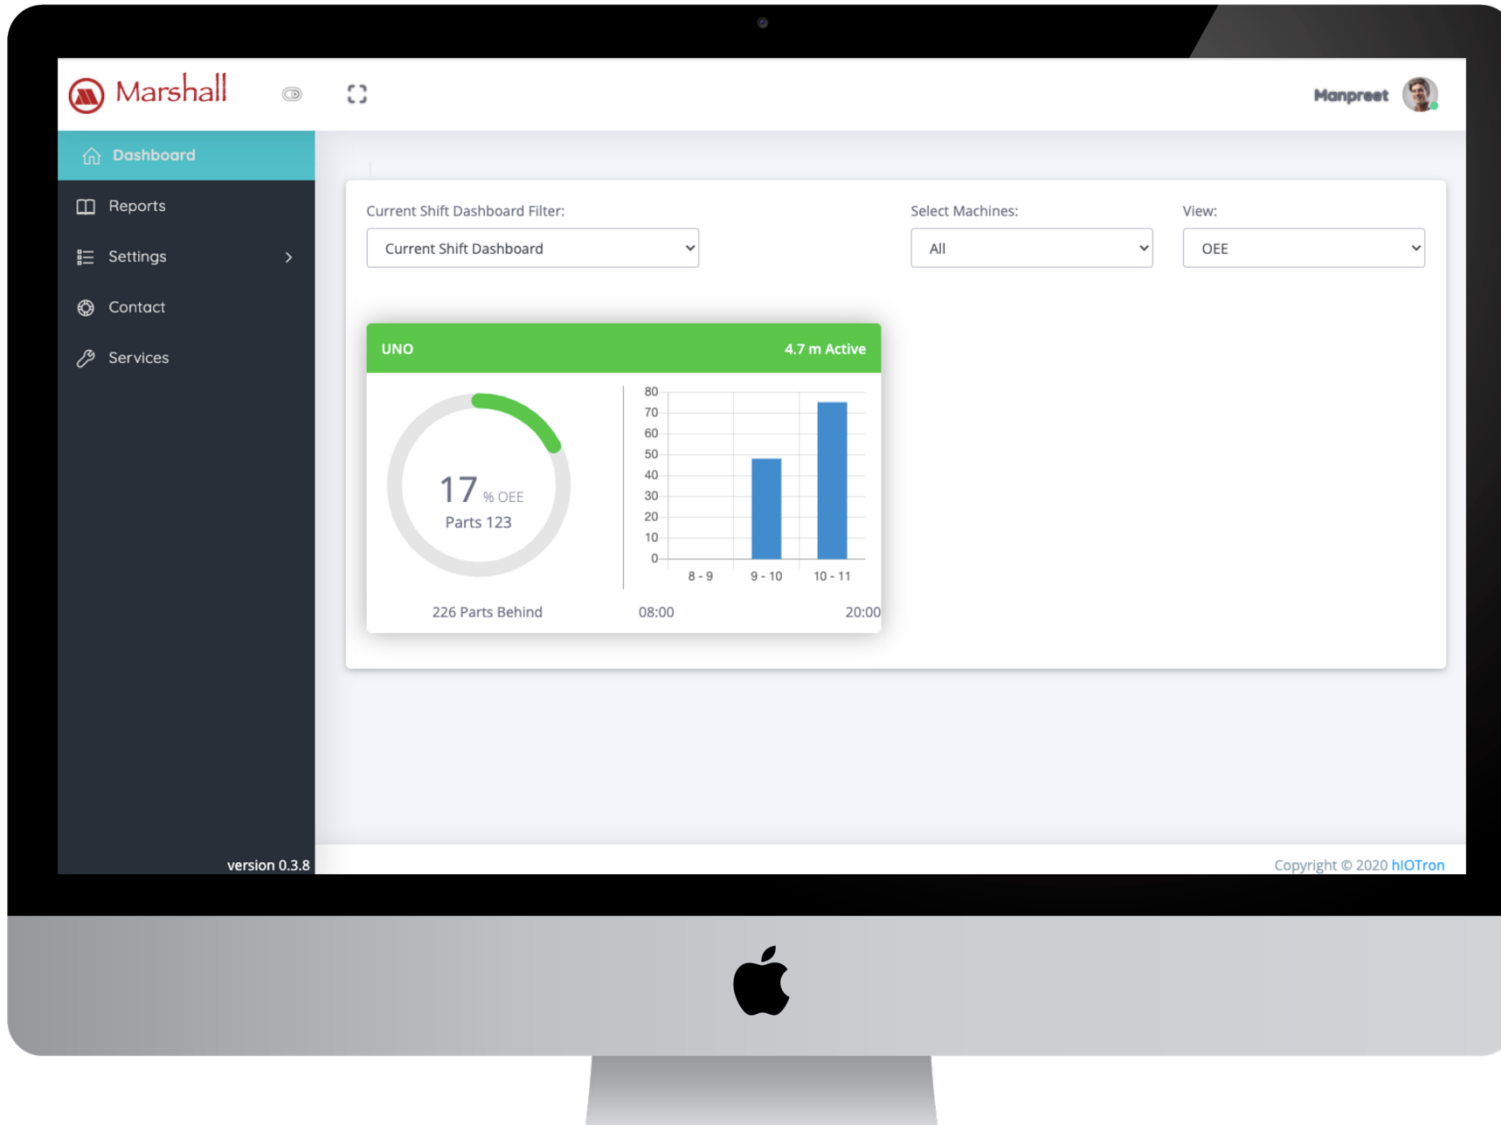 Marshall
Manpreet
Dashboard
Reports
Settings
Contact
Services
version 0.3.8
Current Shift Dashboard Filter:
Current Shift Dashboard
Select Machines:
All
View:
OEE
UNO
4.7 m Active
17 % OEE
Parts 123
226 Parts Behind
80
70
60
50
40
30
20
10
0
8 - 9
9 - 10
10 - 11
08:00
20:00
Copyright © 2020 hIOTron